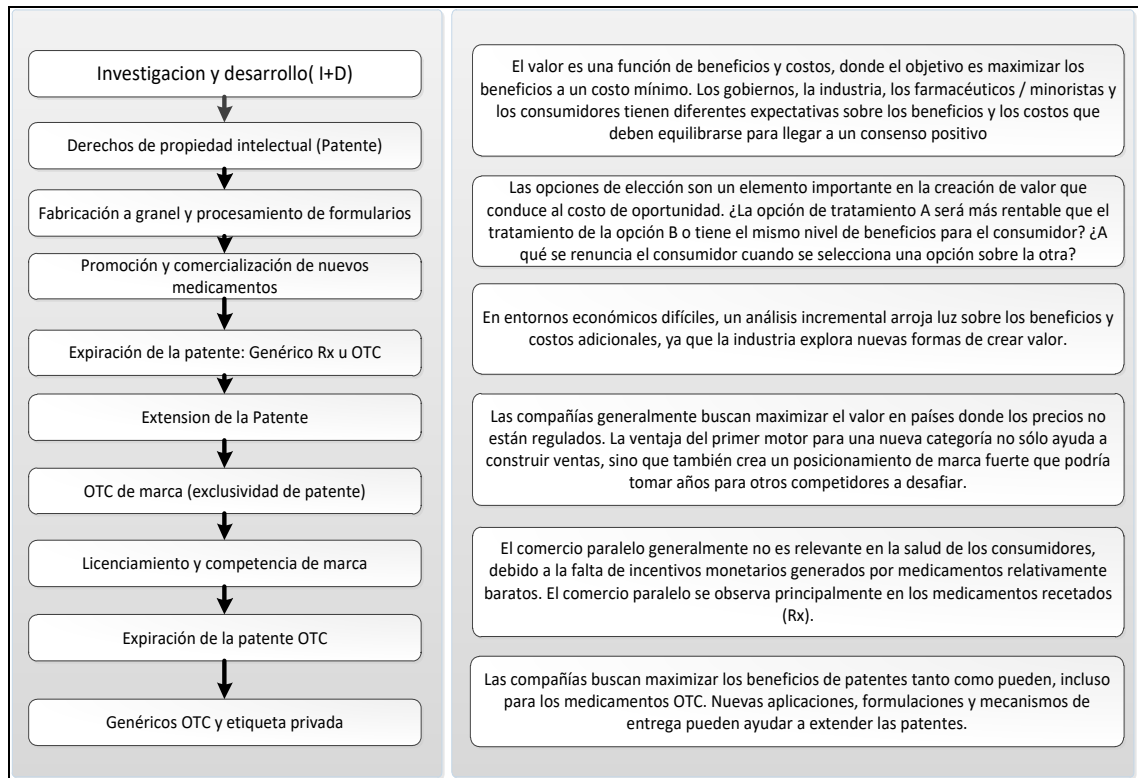 Investigacion y desarrollo( I+D)
Derechos de propiedad intelectual (Patente)
Fabricación a granel y procesamiento de formularios
Promoción y comercialización de nuevos
medicamentos
Expiración de la patente: Genérico Rx u OTC
Extension de la Patente
OTC de marca (exclusividad de patente)
Licenciamiento y competencia de marca
Expiración de la patente OTC
Genéricos OTC y etiqueta privada
El valor es una función de beneficios y costos, donde el objetivo es maximizar los
beneficios a un costo mínimo. Los gobiernos, la industria, los farmacéuticos / minoristas y
los consumidores tienen diferentes expectativas sobre los beneficios y los costos que
deben equilibrarse para llegar a un consenso positivo
Las opciones de elección son un elemento importante en la creación de valor que
conduce al costo de oportunidad. ¿La opción de tratamiento A será más rentable que el
tratamiento de la opción B o tiene el mismo nivel de beneficios para el consumidor? ¿A
qué se renuncia el consumidor cuando se selecciona una opción sobre la otra?
En entornos económicos difíciles, un análisis incremental arroja luz sobre los beneficios y
costos adicionales, ya que la industria explora nuevas formas de crear valor.
Las compañías generalmente buscan maximizar el valor en países donde los precios no
están regulados. La ventaja del primer motor para una nueva categoría no sólo ayuda a
construir ventas, sino que también crea un posicionamiento de marca fuerte que podría
tomar años para otros competidores a desafiar.
El comercio paralelo generalmente no es relevante en la salud de los consumidores,
debido a la falta de incentivos monetarios generados por medicamentos relativamente
baratos. El comercio paralelo se observa principalmente en los medicamentos recetados
(Rx).
Las compañías buscan maximizar los beneficios de patentes tanto como pueden, incluso
para los medicamentos OTC. Nuevas aplicaciones, formulaciones y mecanismos de
entrega pueden ayudar a extender las patentes.